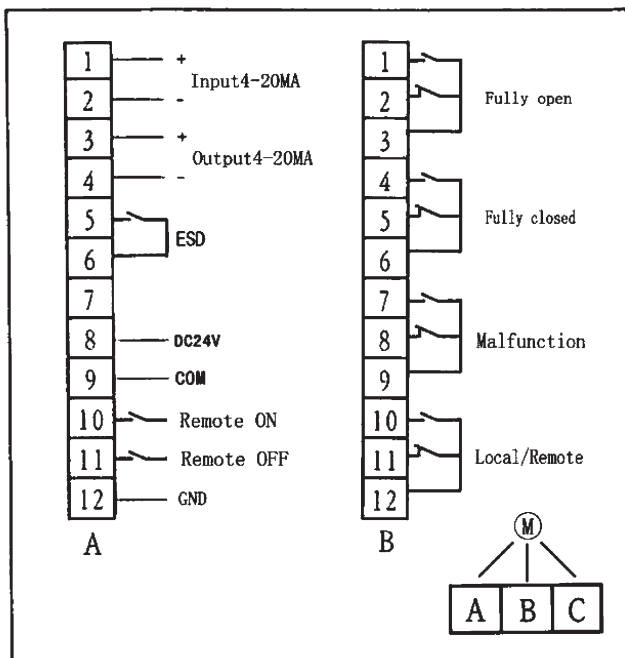 1 +
Input4-20MA
2 -
3 +
Output4-20MA
4 -
5
ESD
6
7
8 DC24V
9 COM
10 Remote ON
11 Remote OFF
12 GND
A
1
2 Fully open
3
4
5 Fully closed
6
7
8 Malfunction
9
10
11 Local/Remote
12
B
M
A B C